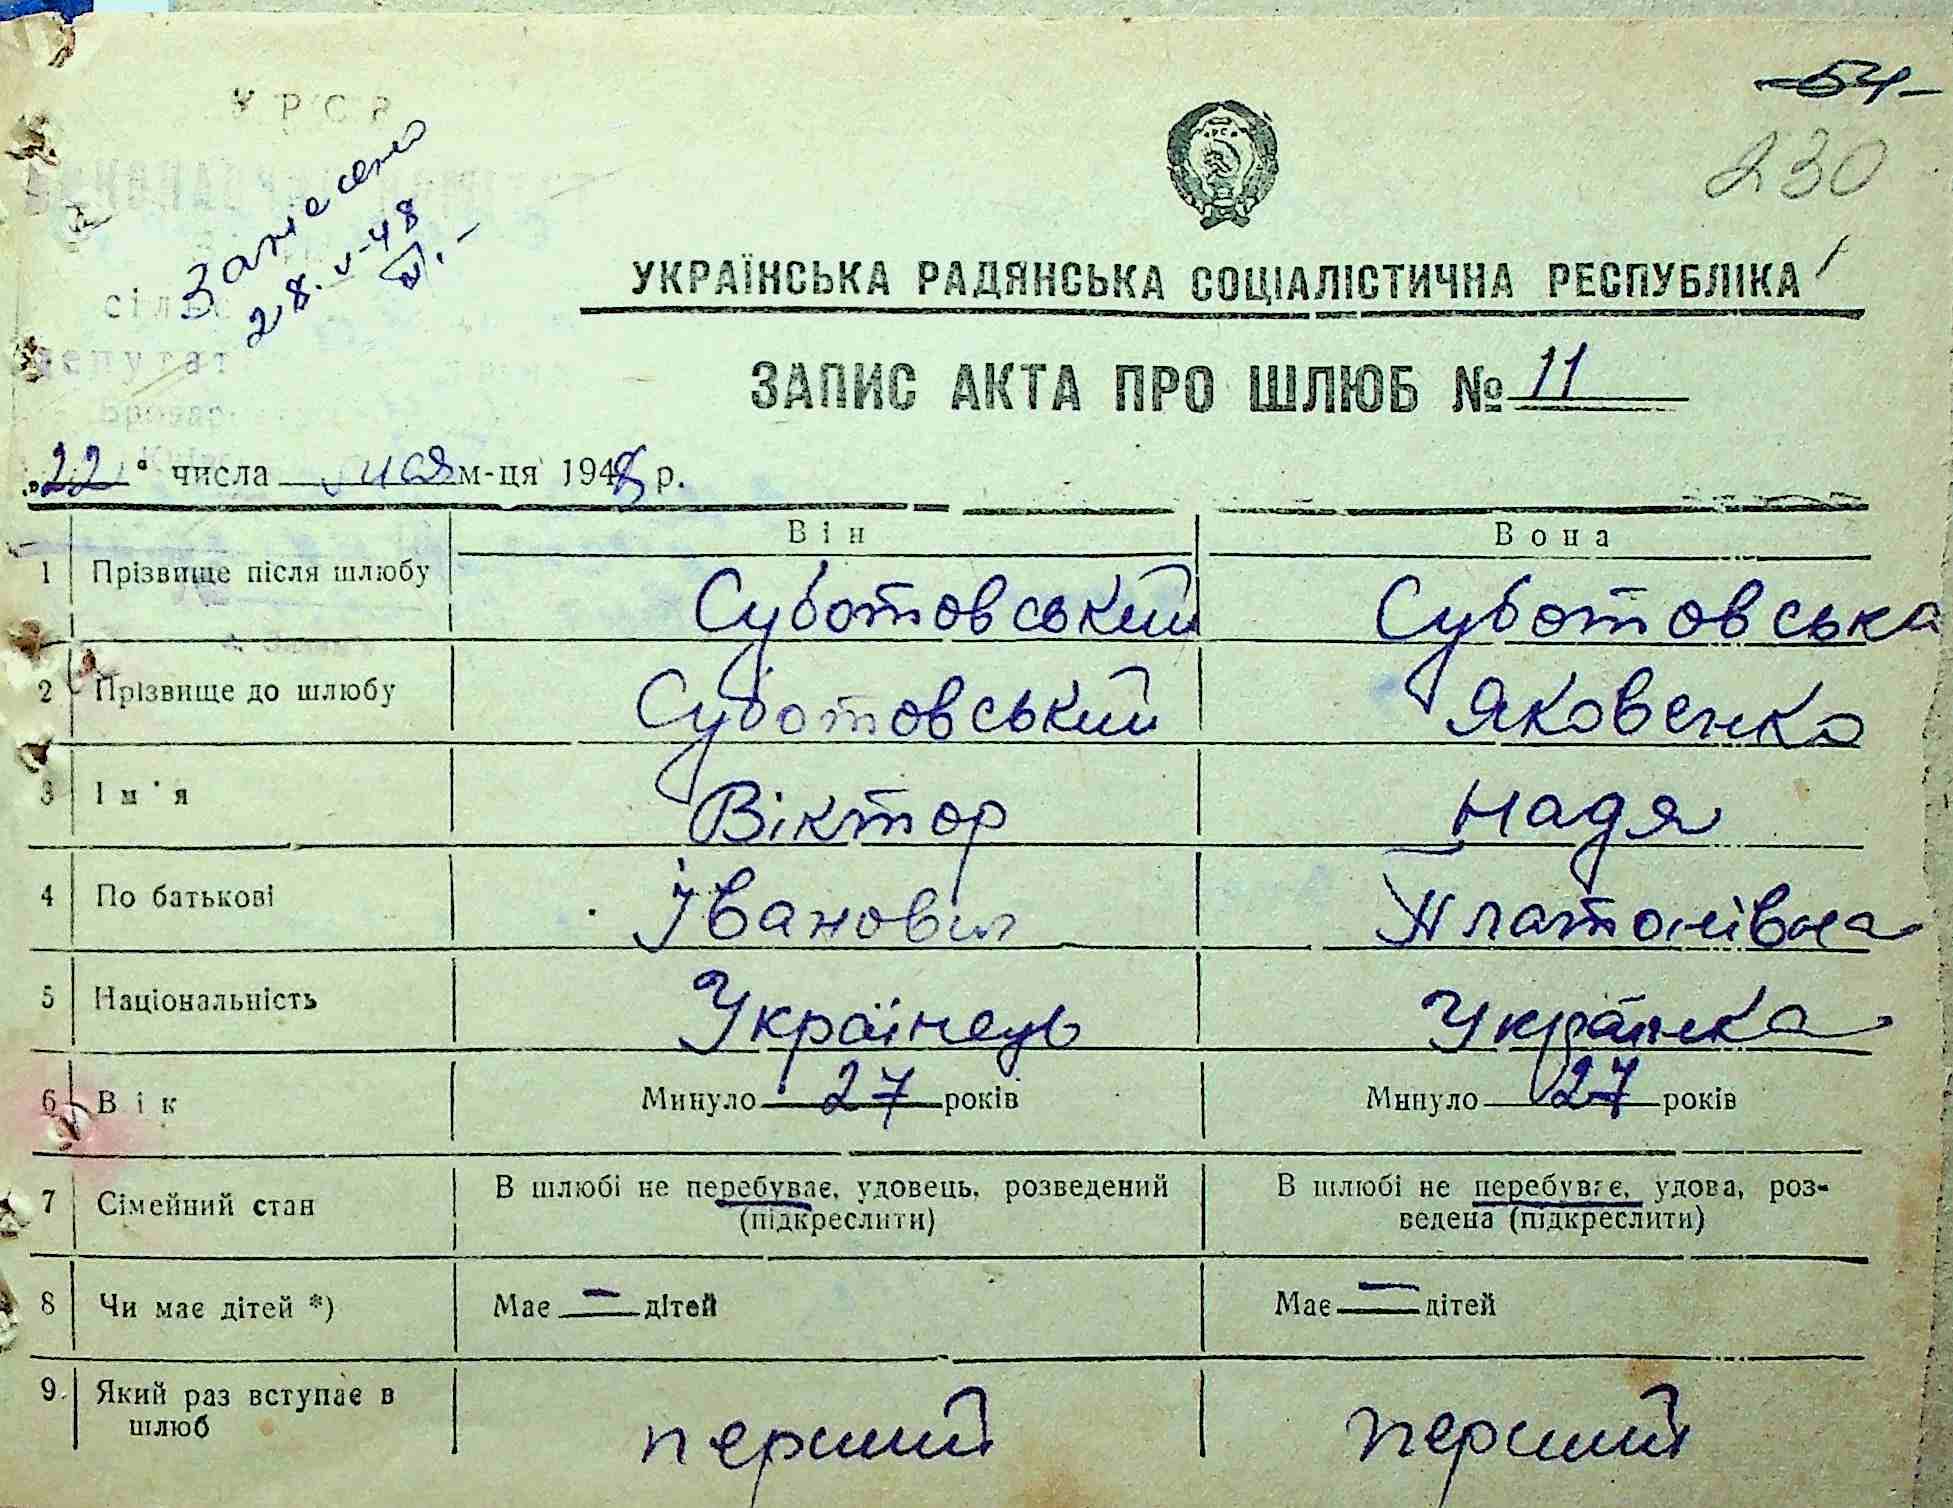 -54-
230
УРСР
Занесено
28.V-48
УКРАЇНСЬКА РАДЯНСЬКА СОЦІАЛІСТИЧНА РЕСПУБЛІКА
ЗАПИС АКТА ПРО ШЛЮБ № 11
„22" числа мая м-ця 1948 р.
Він Вона
1 Прізвище після шлюбу Суботовський Суботовська
2 Прізвище до шлюбу Суботовський Яковенко
3 Ім'я Віктор Надя
4 По батькові Іванович Платонівна
5 Національність Українець Українка
6 Вік Минуло 27 років Минуло 27 років
7 Сімейний стан В шлюбі не перебуває, удовець, розведений В шлюбі не перебуває, удова, роз-
(підкреслити) ведена (підкреслити)
8 Чи має дітей *) Має — дітей Має — дітей
9. Який раз вступає в
шлюб перший перший